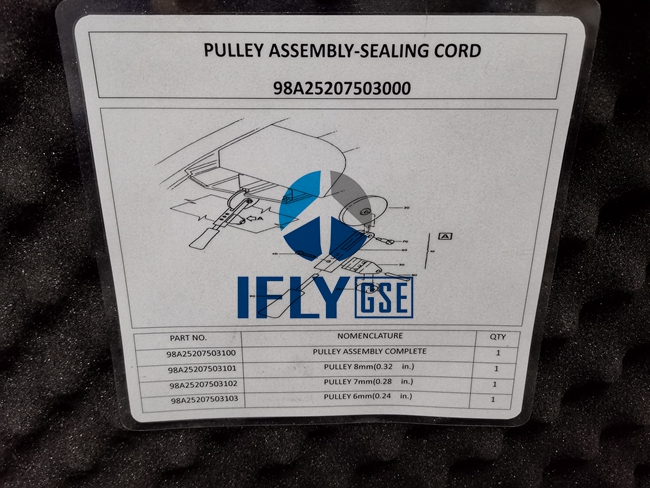 PULLEY ASSEMBLY-SEALING CORD
98A25207503000
A
A
IFLY GSE
PART NO. NOMENCLATURE QTY
98A25207503100 PULLEY ASSEMBLY COMPLETE 1
98A25207503101 PULLEY 8mm(0.32 in.) 1
98A25207503102 PULLEY 7mm(0.28 in.) 1
98A25207503103 PULLEY 6mm(0.24 in.) 1